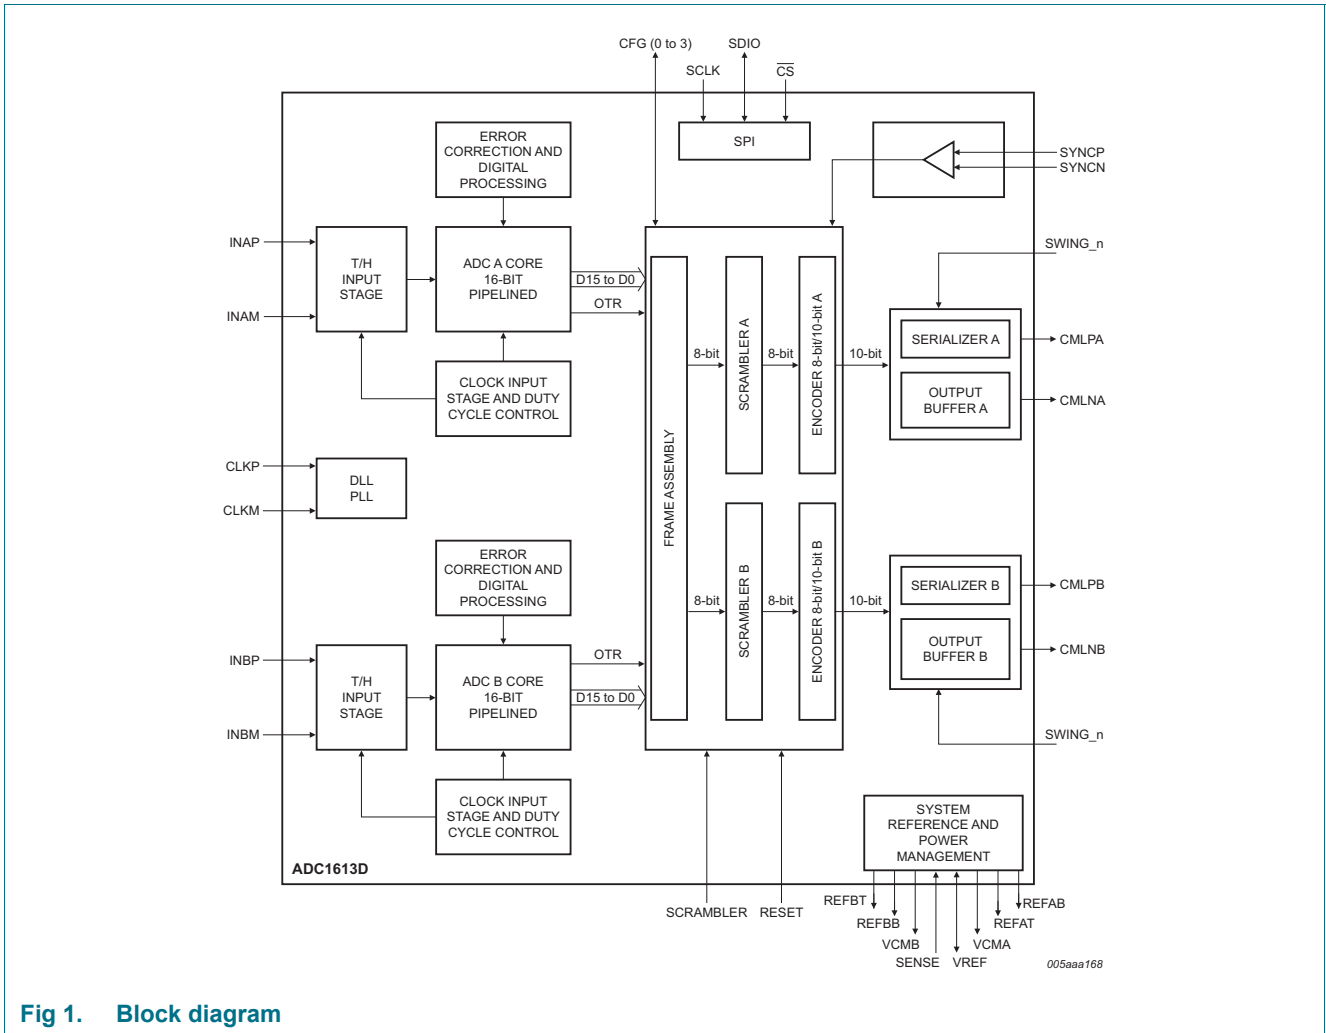 CFG (0 to 3)
SDIO
SCLK
CS
ERROR
CORRECTION AND
DIGITAL
PROCESSING
SPI
SYNCP
SYNCN
INAP
INAM
T/H
INPUT
STAGE
ADC A CORE
16-BIT
PIPELINED
D15 to D0
OTR
SWING_n
CLOCK INPUT
STAGE AND DUTY
CYCLE CONTROL
FRAME ASSEMBLY
8-bit
SCRAMBLER A
8-bit
ENCODER 8-bit/10-bit A
10-bit
SERIALIZER A
OUTPUT
BUFFER A
CMLPA
CMLNA
CLKP
CLKM
DLL
PLL
ERROR
CORRECTION AND
DIGITAL
PROCESSING
8-bit
SCRAMBLER B
8-bit
ENCODER 8-bit/10-bit B
10-bit
SERIALIZER B
OUTPUT
BUFFER B
CMLPB
CMLNB
INBP
INBM
T/H
INPUT
STAGE
ADC B CORE
16-BIT
PIPELINED
OTR
D15 to D0
SWING_n
CLOCK INPUT
STAGE AND DUTY
CYCLE CONTROL
SYSTEM
REFERENCE AND
POWER
MANAGEMENT
ADC1613D
SCRAMBLER
RESET
REFBT
REFBB
VCMB
SENSE
VREF
VCMA
REFAT
REFAB
005aaa168
Fig 1. Block diagram